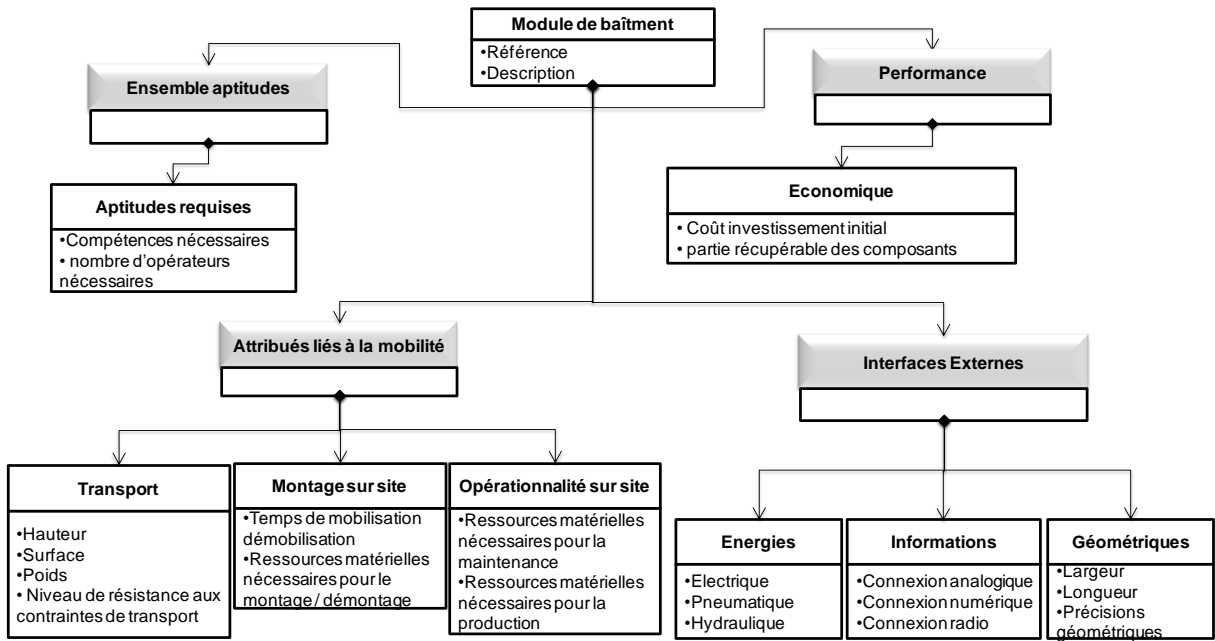 Module de baîtment
•Référence
•Description
Ensemble aptitudes
Performance
Aptitudes requises
•Compétences nécessaires
• nombre d'opérateurs
nécessaires
Economique
• Coût investissement initial
• partie récupérable des composants
Attribués liés à la mobilité
Interfaces Externes
Transport
•Hauteur
•Surface
•Poids
• Niveau de résistance aux
contraintes de transport
Montage sur site
•Temps de mobilisation
démobilisation
•Ressources matérielles
nécessaires pour le
montage / démontage
Opérationnalité sur site
•Ressources matérielles
nécessaires pour la
maintenance
•Ressources matérielles
nécessaires pour la
production
Energies
•Electrique
•Pneumatique
•Hydraulique
Informations
•Connexion analogique
•Connexion numérique
•Connexion radio
Géométriques
•Largeur
•Longueur
•Précisions
géométriques